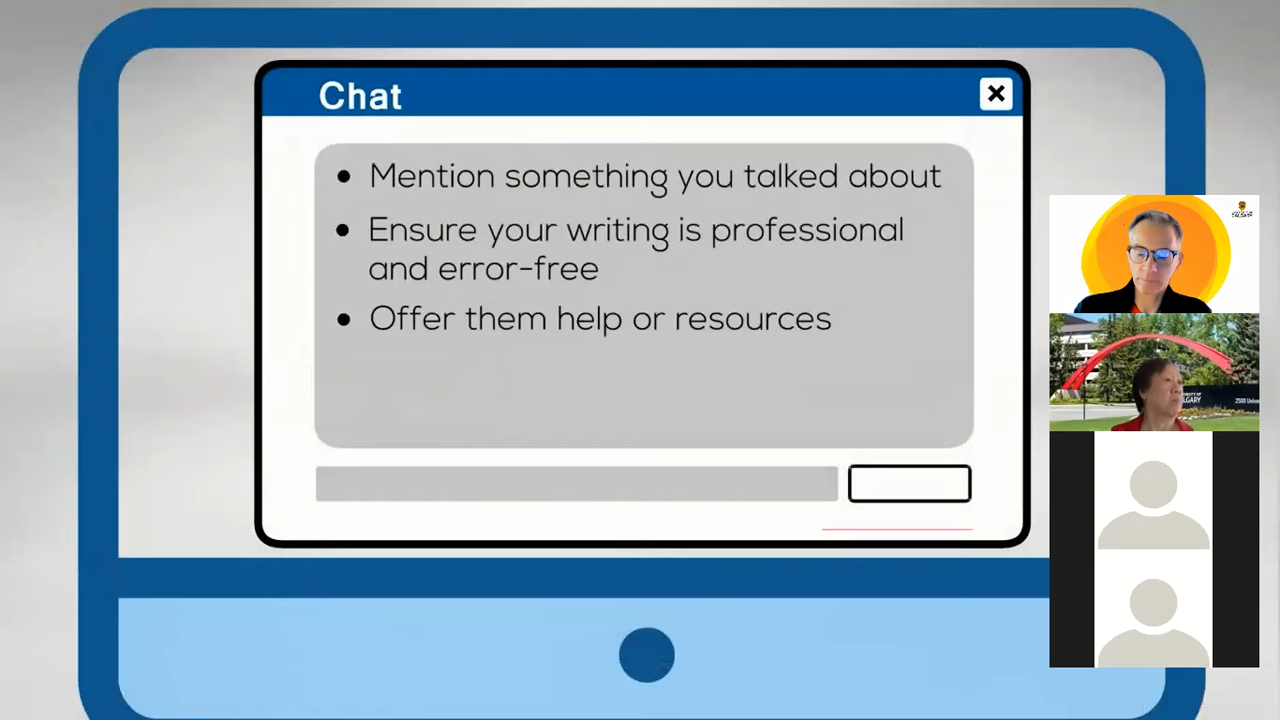 Chat
Mention something you talked about
Ensure your writing is professional
and error-free
Offer them help or resources
CALGARY